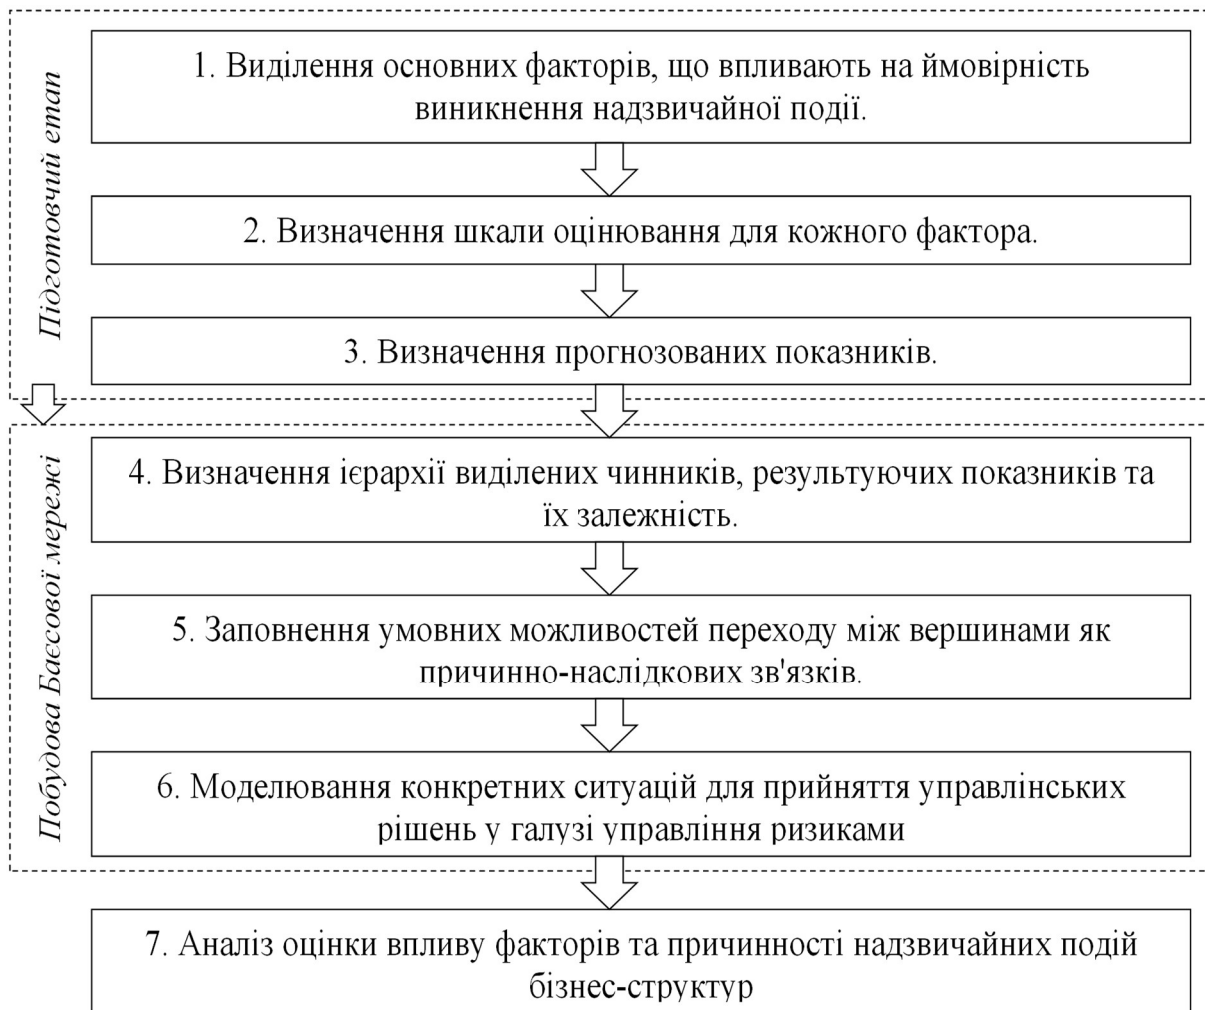 Підготовчий етап
1. Виділення основних факторів, що впливають на ймовірність
виникнення надзвичайної події.
2. Визначення шкали оцінювання для кожного фактора.
3. Визначення прогнозованих показників.
Побудова Баєсової мережі
4. Визначення ієрархії виділених чинників, результуючих показників та
їх залежність.
5. Заповнення умовних можливостей переходу між вершинами як
причинно-наслідкових зв'язків.
6. Моделювання конкретних ситуацій для прийняття управлінських
рішень у галузі управління ризиками
7. Аналіз оцінки впливу факторів та причинності надзвичайних подій
бізнес-структур